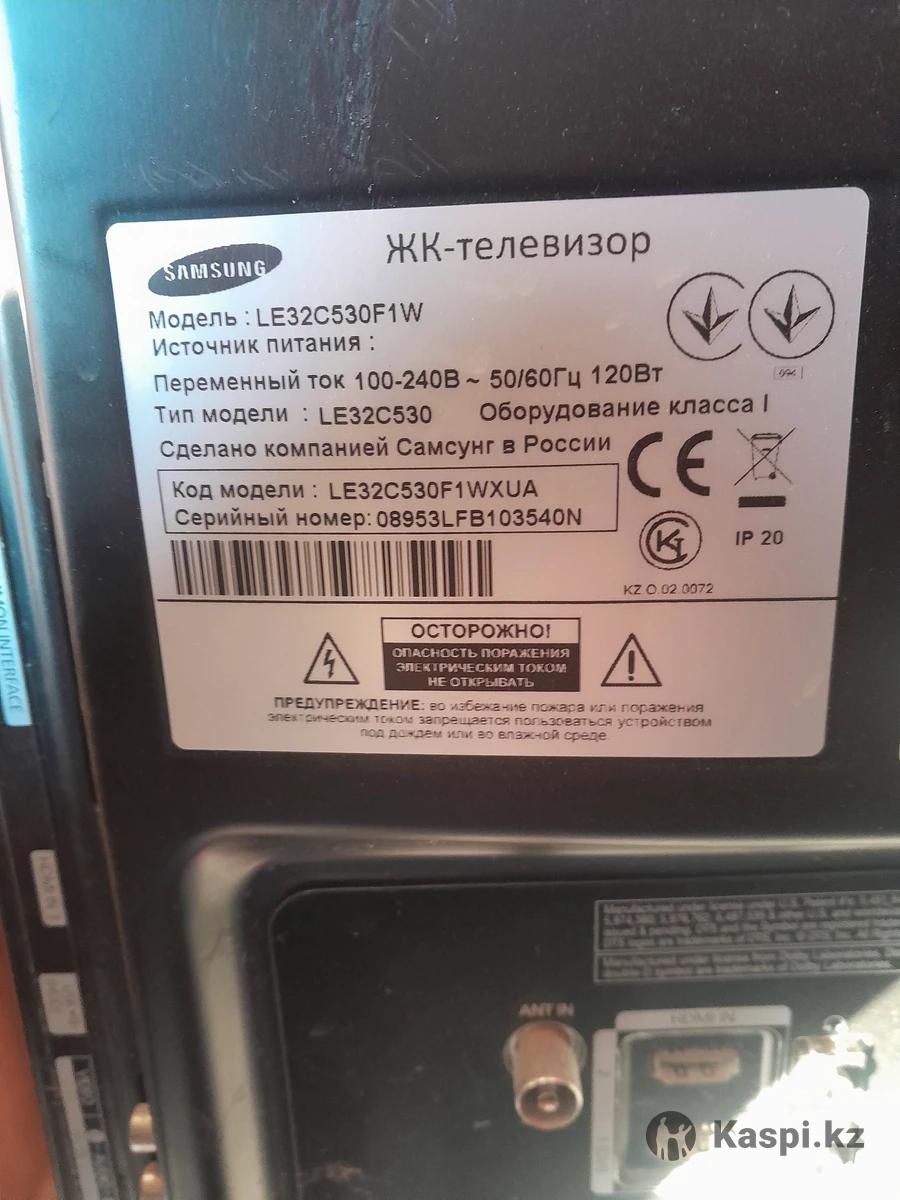 SAMSUNG
ЖК-телевизор
Модель : LE32C530F1W
Источник питания :
Переменный ток 100-240В ~ 50/60Гц 120Вт
Тип модели : LE32C530 Оборудование класса I
Сделано компанией Самсунг в России
CE
Код модели : LE32C530F1WXUA
Серийный номер: 08953LFB103540N
IP 20
KZ O.02.0072
ОСТОРОЖНО!
ОПАСНОСТЬ ПОРАЖЕНИЯ
ЭЛЕКТРИЧЕСКИМ ТОКОМ
НЕ ОТКРЫВАТЬ
ПРЕДУПРЕЖДЕНИЕ: во избежание пожара или поражения
электрическим током запрещается пользоваться устройством
под дождем или во влажной среде.
INTERFACE
HDMI IN
ANT IN
HDMI IN
Kaspi.kz